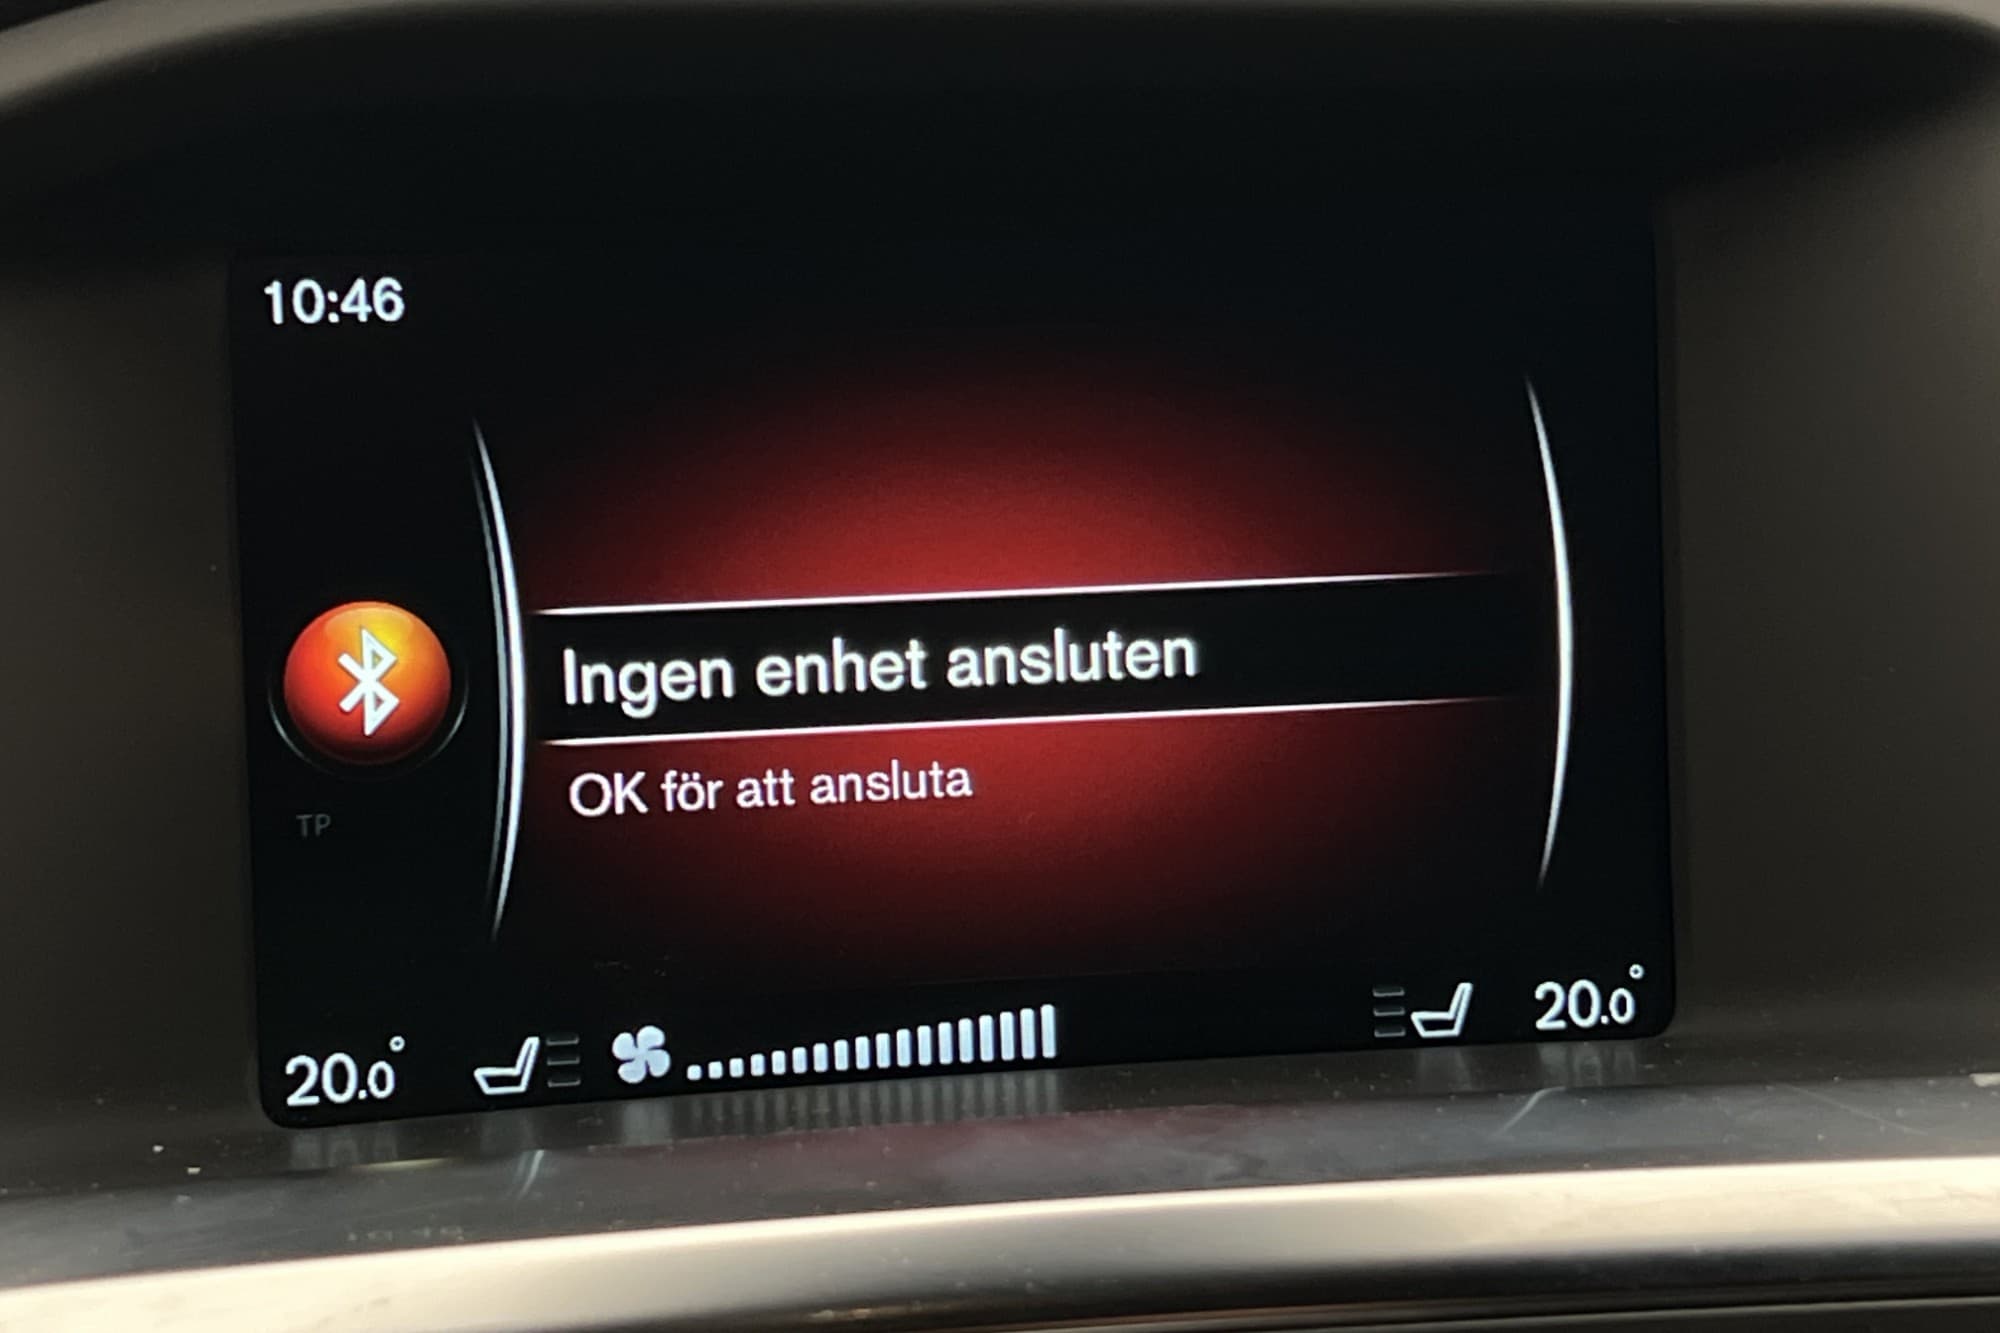 10:46
Ingen enhet ansluten
OK för att ansluta
TP
20.0° 20.0°